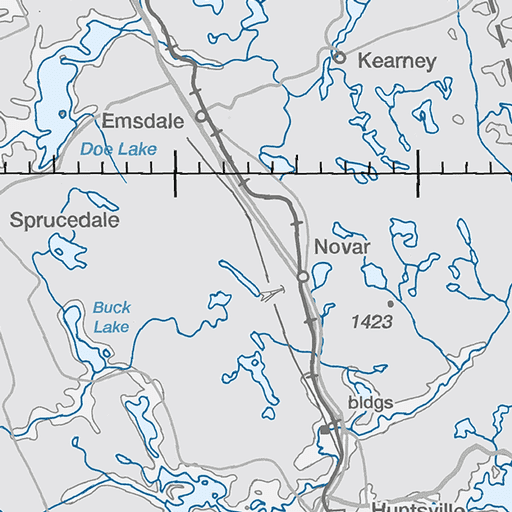 Kearney
Emsdale
Doe Lake
Sprucedale
Novar
Buck
Lake
1423
bldgs
Huntsville